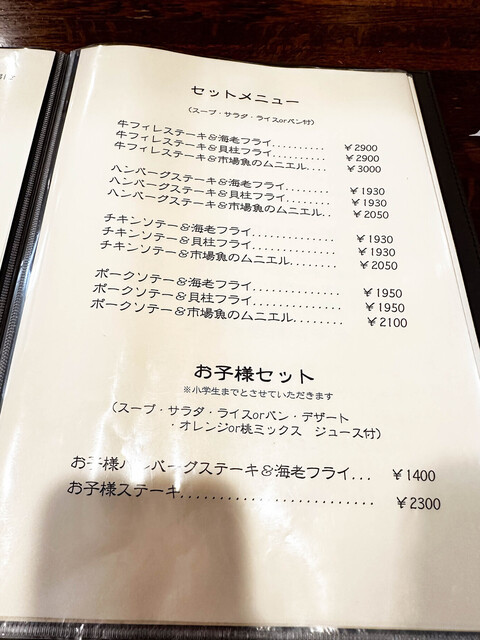 セットメニュー
（スープ・サラダ・ライスorパン付）
牛フィレステーキ＆海老フライ.......... ￥2900
牛フィレステーキ＆貝柱フライ.......... ￥2900
牛フィレステーキ＆市場魚のムニエル.... ￥3000
ハンバーグステーキ＆海老フライ........ ￥1930
ハンバーグステーキ＆貝柱フライ........ ￥1930
ハンバーグステーキ＆市場魚のムニエル.. ￥2050
チキンソテー＆海老フライ.............. ￥1930
チキンソテー＆貝柱フライ.............. ￥1930
チキンソテー＆市場魚のムニエル........ ￥2050
ポークソテー＆海老フライ.............. ￥1950
ポークソテー＆貝柱フライ.............. ￥1950
ポークソテー＆市場魚のムニエル........ ￥2100
お子様セット
※小学生までとさせていただきます
（スープ・サラダ・ライスorパン・デザート
・オレンジor桃ミックス　ジュース付）
お子様ハンバーグステーキ＆海老フライ... ￥1400
お子様ステーキ......................... ￥2300